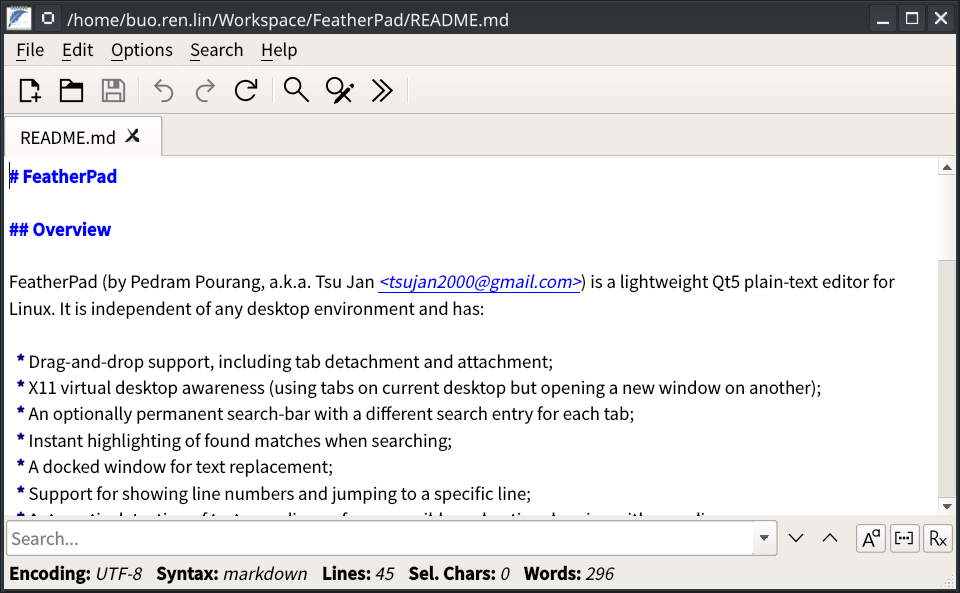 /home/buo.ren.lin/Workspace/FeatherPad/README.md
File Edit Options Search Help
README.md
# FeatherPad
## Overview
FeatherPad (by Pedram Pourang, a.k.a. Tsu Jan <tsujan2000@gmail.com>) is a lightweight Qt5 plain-text editor for
Linux. It is independent of any desktop environment and has:
* Drag-and-drop support, including tab detachment and attachment;
* X11 virtual desktop awareness (using tabs on current desktop but opening a new window on another);
* An optionally permanent search-bar with a different search entry for each tab;
* Instant highlighting of found matches when searching;
* A docked window for text replacement;
* Support for showing line numbers and jumping to a specific line;
Search...
Encoding: UTF-8 Syntax: markdown Lines: 45 Sel. Chars: 0 Words: 296